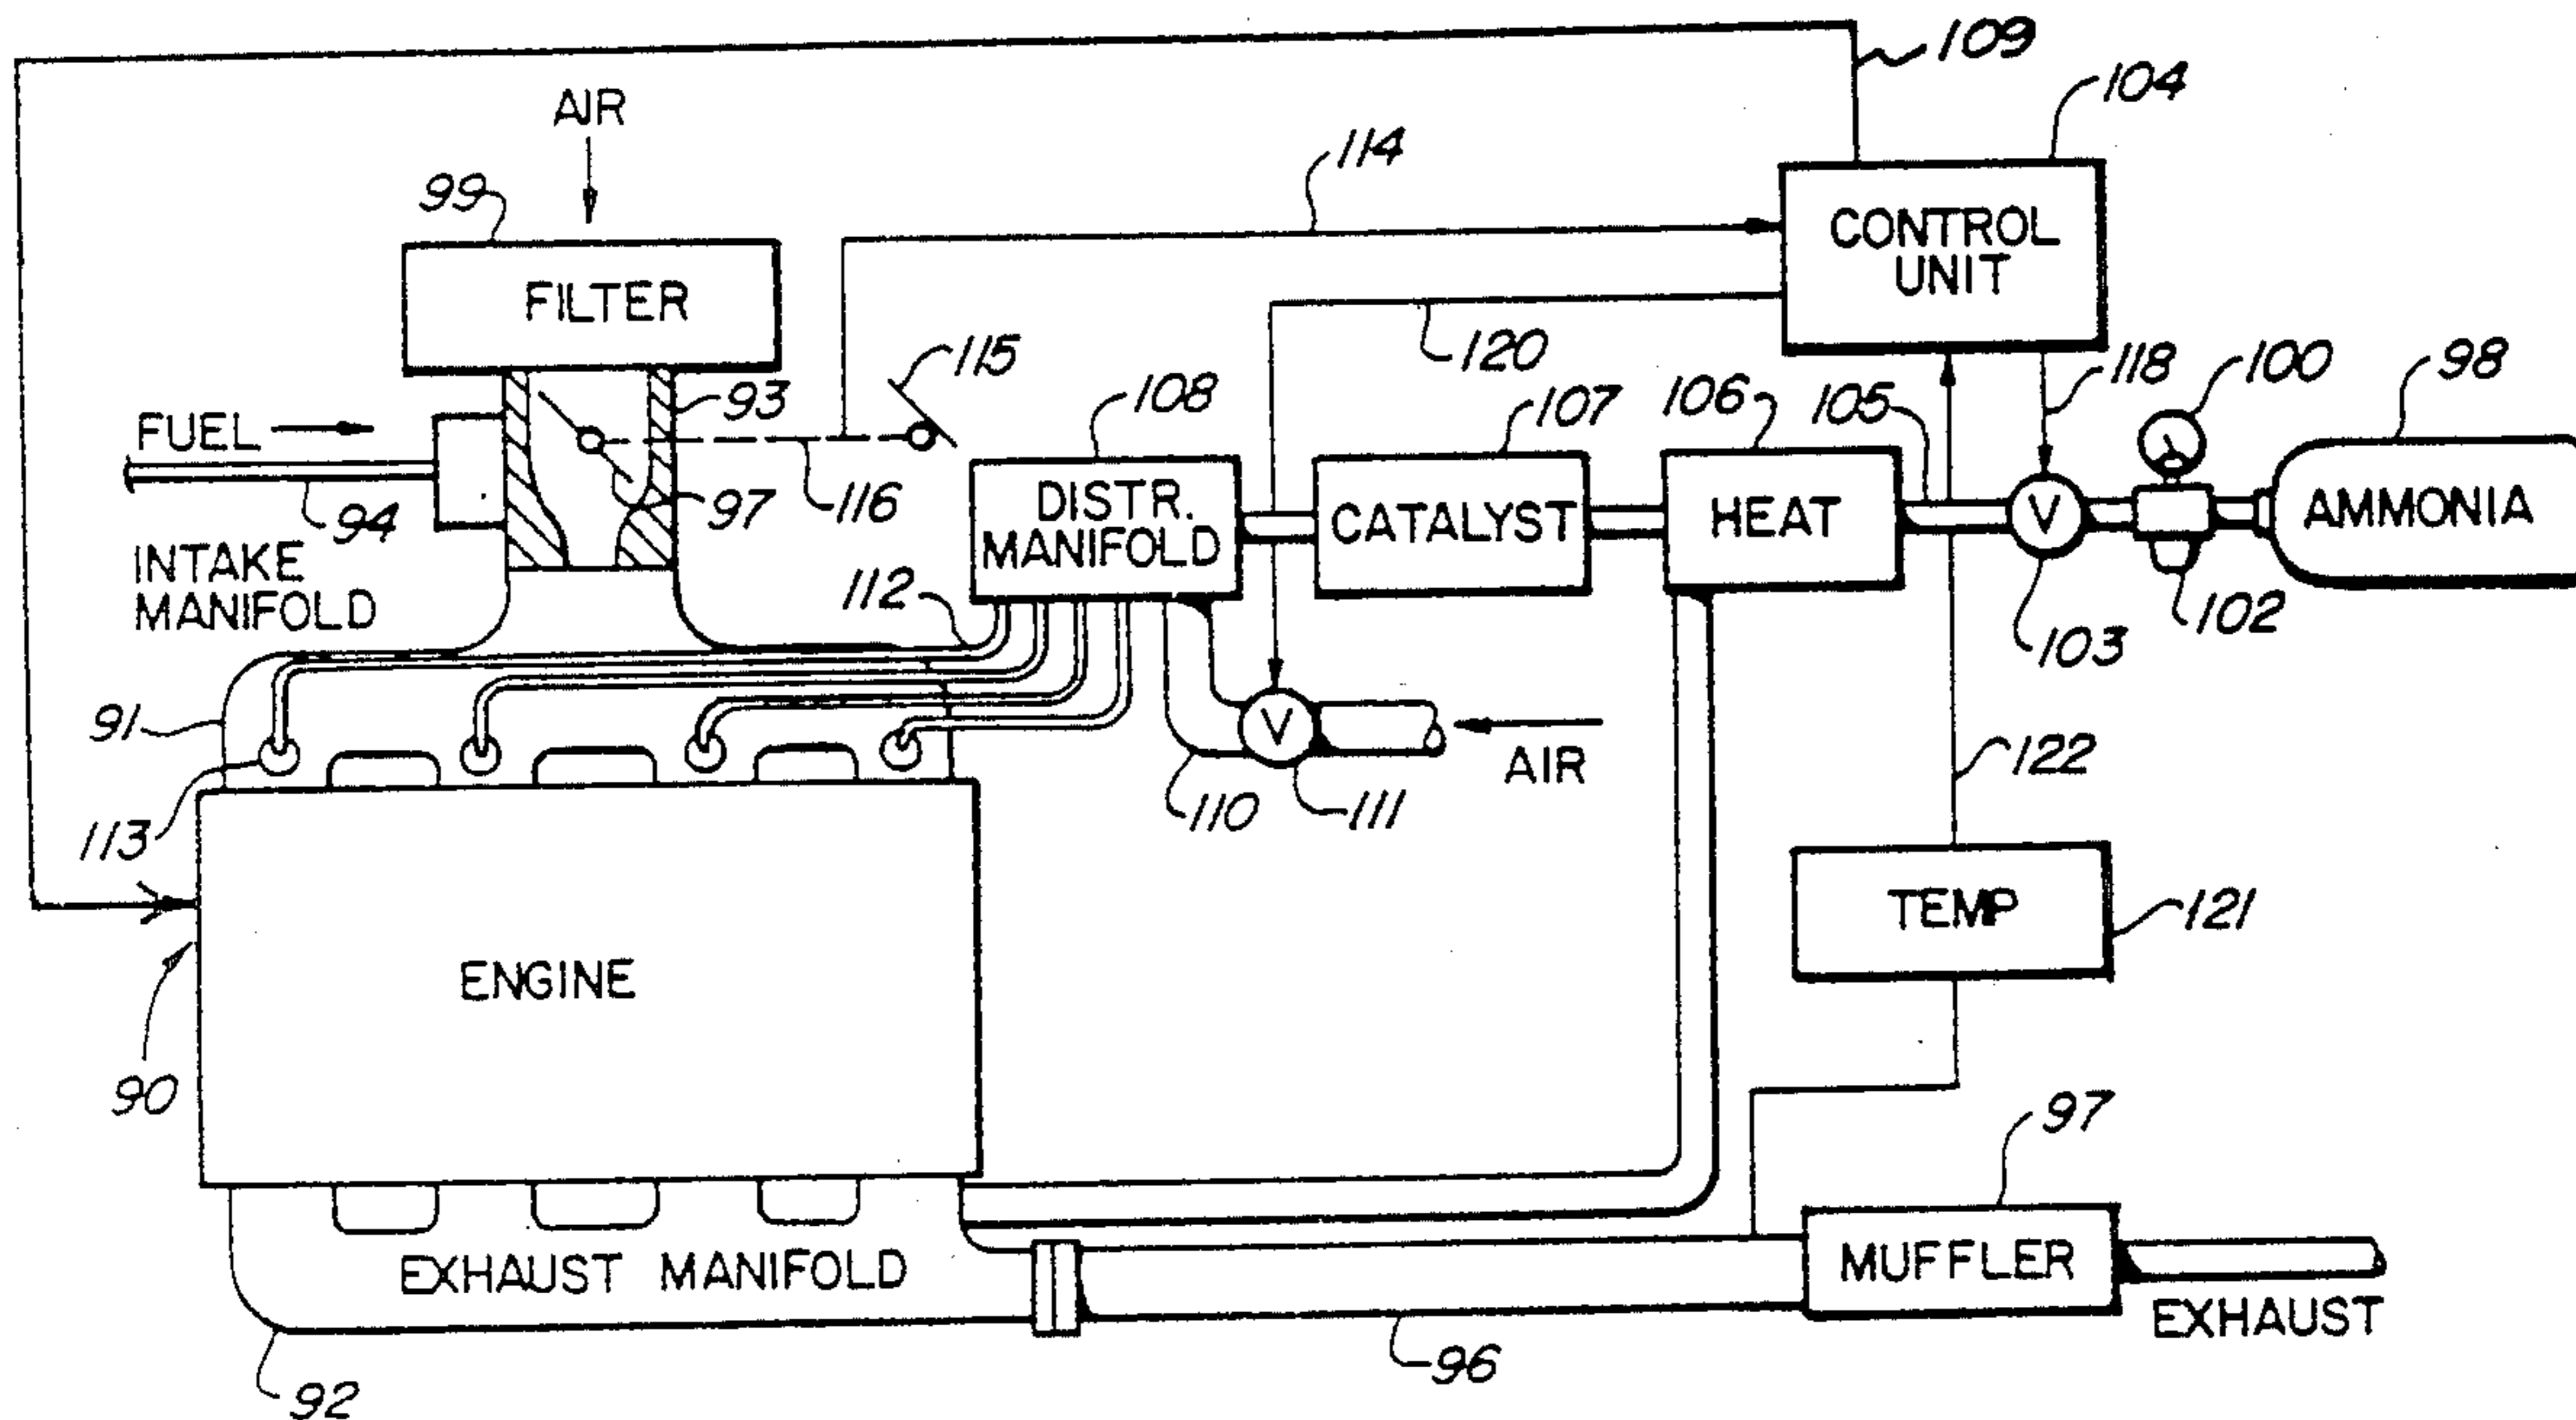 109
104
AIR
114
99
CONTROL
UNIT
FILTER
115
120
118
100
98
93
108
107
106
105
FUEL
97
116
94
DISTR.
MANIFOLD
CATALYST
HEAT
V
AMMONIA
INTAKE
MANIFOLD
112
103
102
91
V
AIR
122
113
110
111
TEMP
121
ENGINE
90
97
EXHAUST MANIFOLD
MUFFLER
EXHAUST
96
92